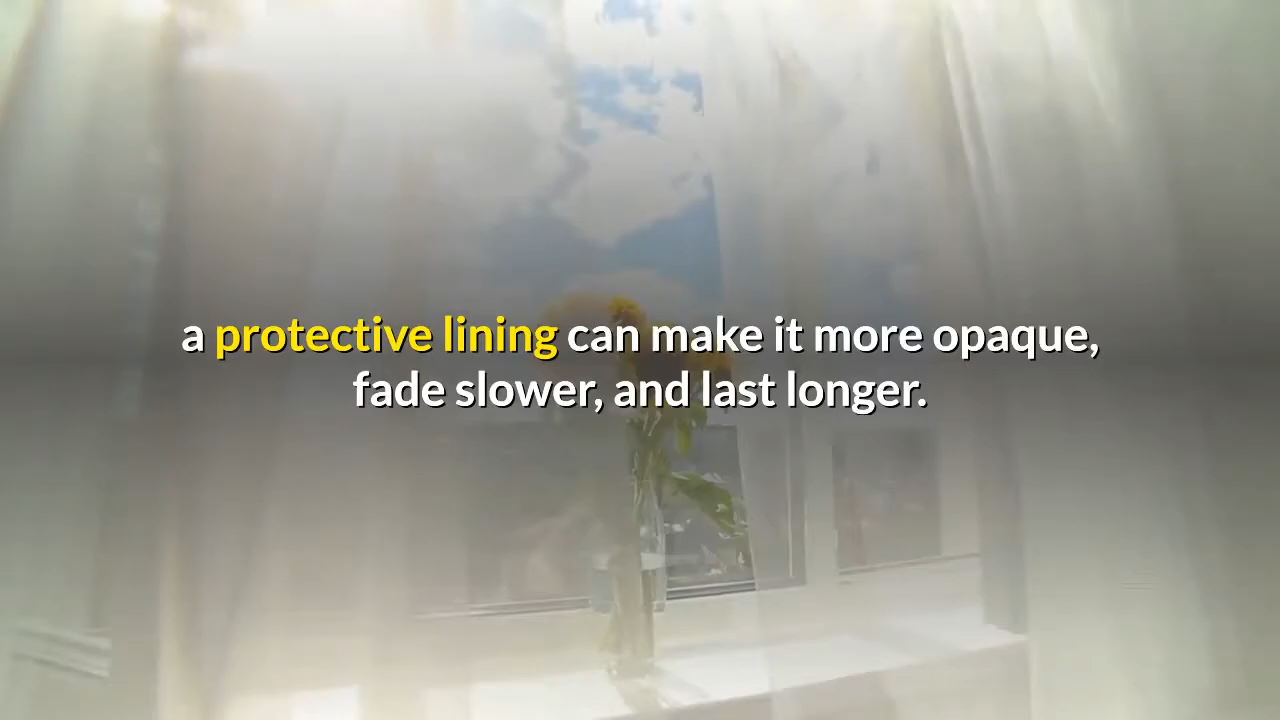 a protective lining can make it more opaque,
fade slower, and last longer.